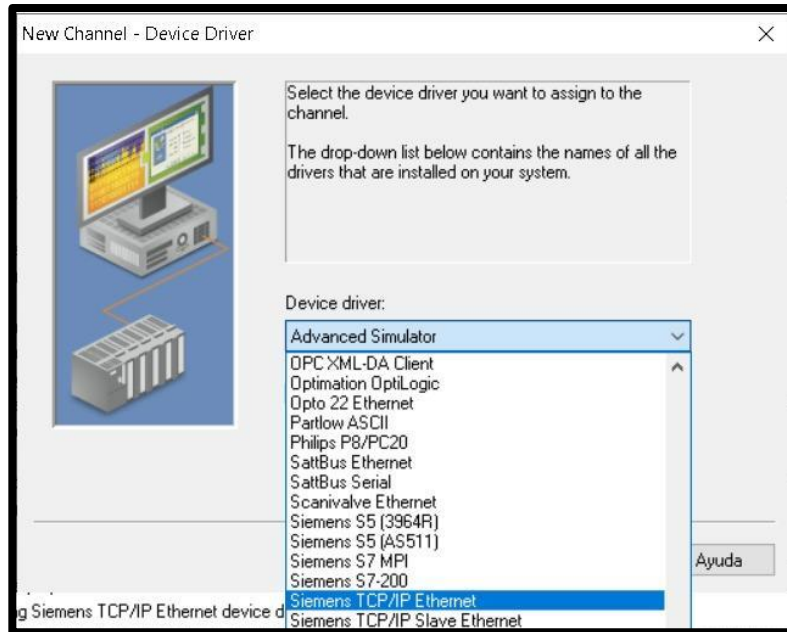 New Channel - Device Driver
Select the device driver you want to assign to the
channel.
The drop-down list below contains the names of all the
drivers that are installed on your system.
Device driver:
Advanced Simulator
OPC XML-DA Client
Optimation OptiLogic
Opto 22 Ethernet
Partlow ASCII
Philips P8/PC20
SattBus Ethernet
SattBus Serial
Scanivalve Ethernet
Siemens S5 (3964R)
Siemens S5 (AS511)
Siemens S7 MPI
Siemens S7-200
Siemens TCP/IP Ethernet
Siemens TCP/IP Slave Ethernet
Ayuda
g Siemens TCP/IP Ethernet device d